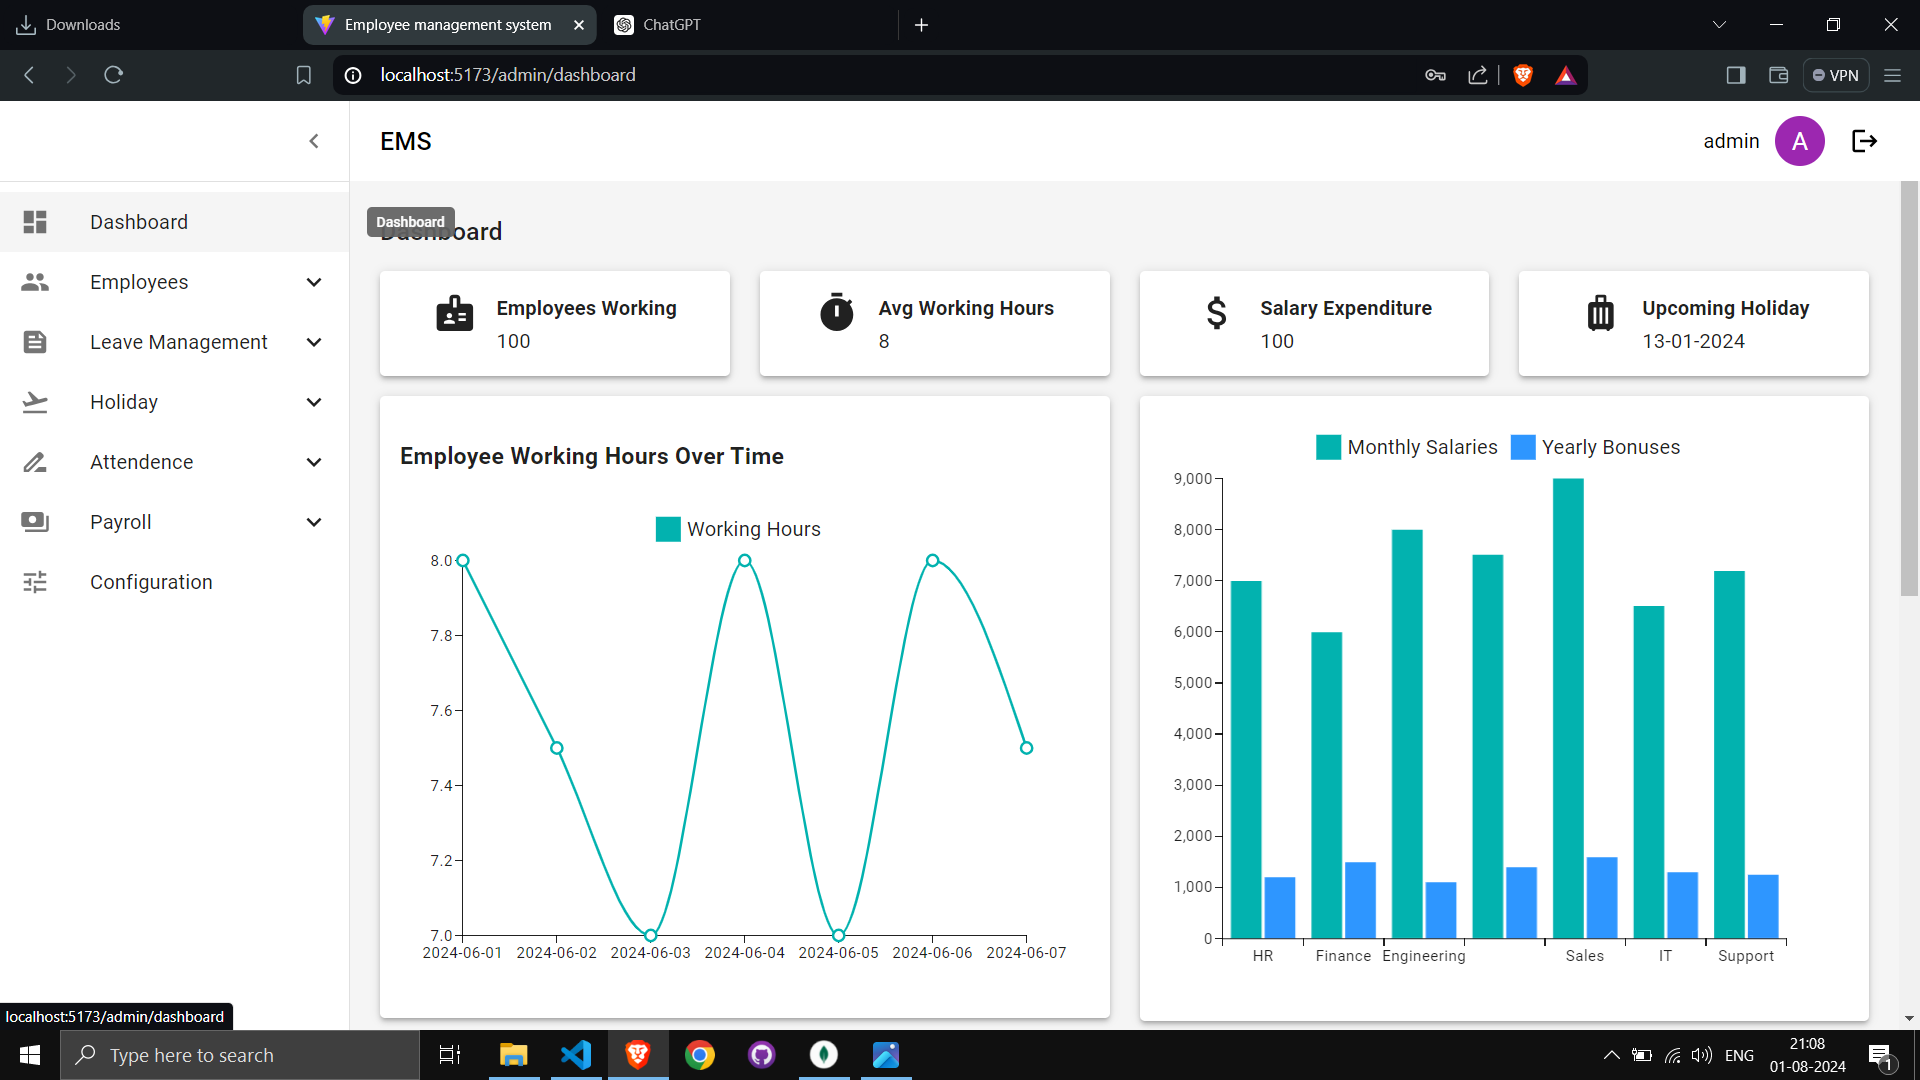 Downloads
Employee management system
ChatGPT
localhost:5173/admin/dashboard
VPN
EMS
admin
A
Dashboard
Employees
Leave Management
Holiday
Attendence
Payroll
Configuration
Dashboard
Dashboard
Employees Working
100
Avg Working Hours
8
Salary Expenditure
100
Upcoming Holiday
13-01-2024
Employee Working Hours Over Time
Working Hours
8.0
7.8
7.6
7.4
7.2
7.0
2024-06-01 2024-06-02 2024-06-03 2024-06-04 2024-06-05 2024-06-06 2024-06-07
Monthly Salaries Yearly Bonuses
9,000
8,000
7,000
6,000
5,000
4,000
3,000
2,000
1,000
0
HR Finance Engineering Sales IT Support
localhost:5173/admin/dashboard
Type here to search
ENG
21:08
01-08-2024
1